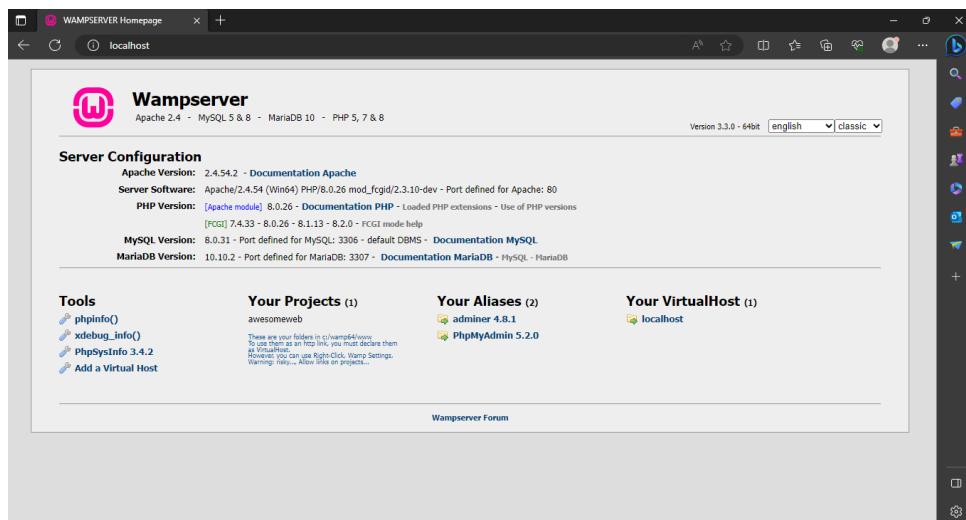 WAMPSERVER Homepage
localhost
Wampserver
Apache 2.4 - MySQL 5 & 8 - MariaDB 10 - PHP 5, 7 & 8
Version 3.3.0 - 64bit english classic
Server Configuration
Apache Version: 2.4.54.2 - Documentation Apache
Server Software: Apache/2.4.54 (Win64) PHP/8.0.26 mod_fcgid/2.3.10-dev - Port defined for Apache: 80
PHP Version: [Apache module] 8.0.26 - Documentation PHP - Loaded PHP extensions - Use of PHP versions
[FCGI] 7.4.33 - 8.0.26 - 8.1.13 - 8.2.0 - FCGI mode help
MySQL Version: 8.0.31 - Port defined for MySQL: 3306 - default DBMS - Documentation MySQL
MariaDB Version: 10.10.2 - Port defined for MariaDB: 3307 - Documentation MariaDB - MySQL - MariaDB
Tools
phpinfo()
xdebug_info()
PhpSysInfo 3.4.2
Add a Virtual Host
Your Projects (1)
awesomeweb
These are your folders in c:/wamp64/www
To use them as an http link, you must declare them
as VirtualHost.
However, you can use Right-Click, Wamp Settings,
Warning: risky..., Allow links on projects...
Your Aliases (2)
adminer 4.8.1
PhpMyAdmin 5.2.0
Your VirtualHost (1)
localhost
Wampserver Forum